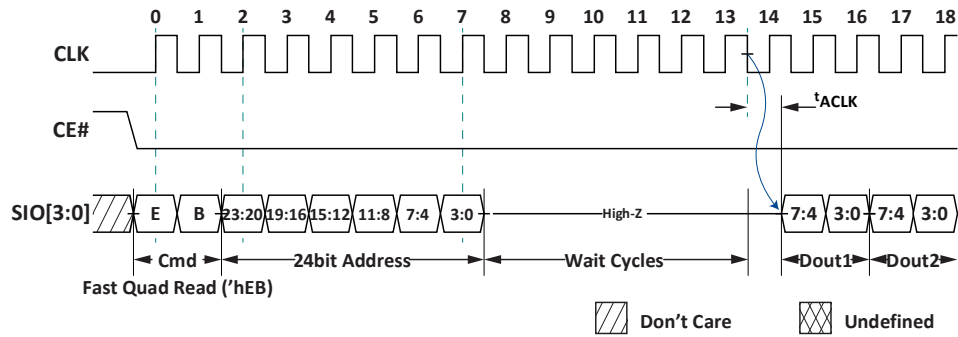 0 1 2 3 4 5 6 7 8 9 10 11 12 13 14 15 16 17 18
CLK
tACLK
CE#
SIO[3:0] E B 23:20 19:16 15:12 11:8 7:4 3:0 High-Z 7:4 3:0 7:4 3:0
Cmd 24bit Address Wait Cycles Dout1 Dout2
Fast Quad Read ('hEB)
Don't Care Undefined